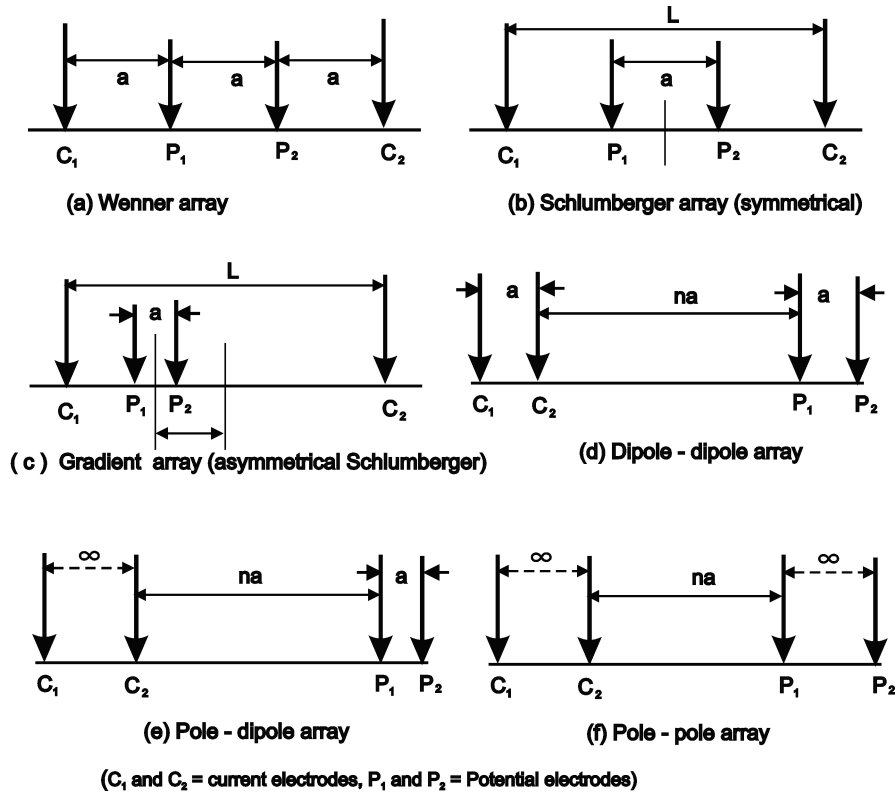 a a a
C₁ P₁ P₂ C₂
(a) Wenner array
L
a
C₁ P₁ P₂ C₂
(b) Schlumberger array (symmetrical)
L
a
C₁ P₁ P₂ C₂
( c ) Gradient array (asymmetrical Schlumberger)
a na a
C₁ C₂ P₁ P₂
(d) Dipole - dipole array
∞ na a
C₁ C₂ P₁ P₂
(e) Pole - dipole array
∞ na ∞
C₁ C₂ P₁ P₂
(f) Pole - pole array
(C₁ and C₂ = current electrodes, P₁ and P₂ = Potential electrodes)